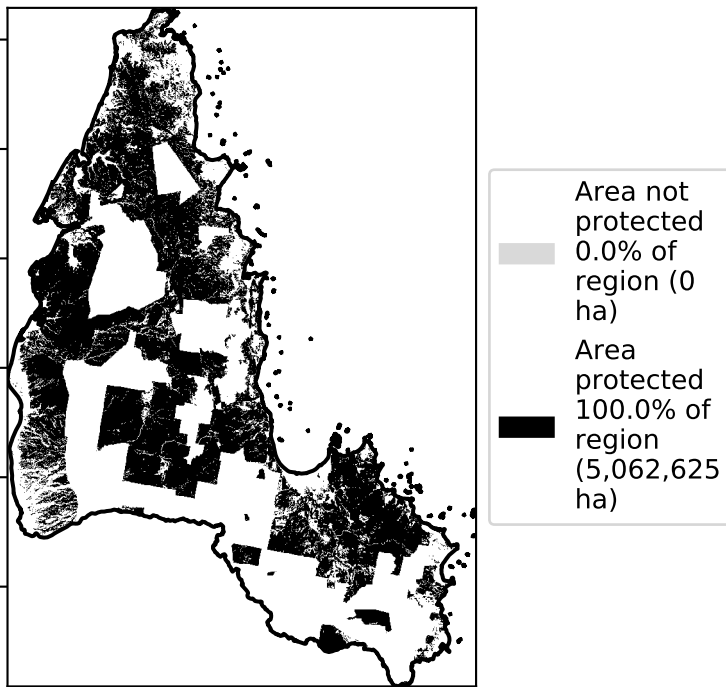 Area not
protected
0.0% of
region (0
ha)
Area
protected
100.0% of
region
(5,062,625
ha)